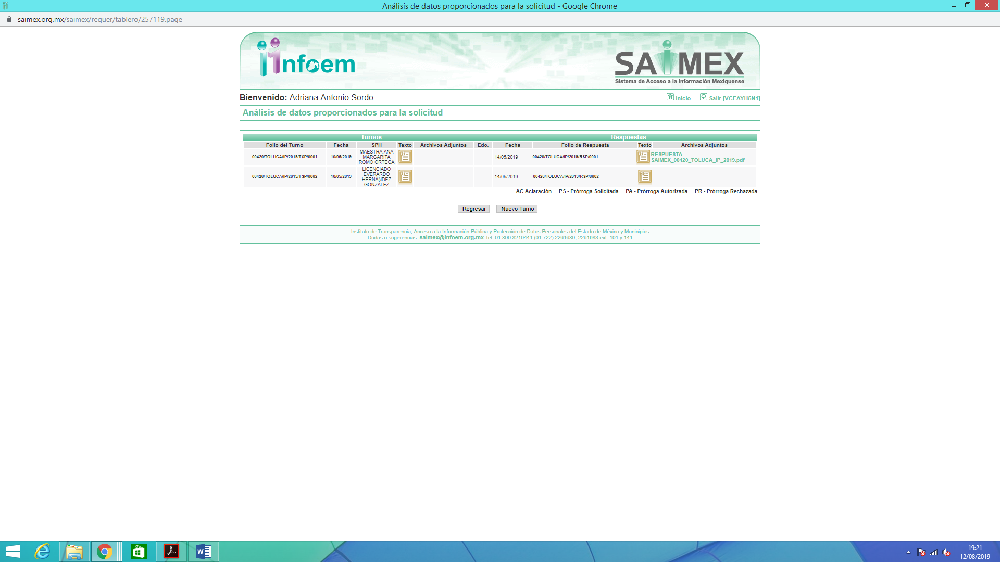 Análisis de datos proporcionados para la solicitud - Google Chrome
saimex.org.mx/saimex/requer/tablero/257119.page
infoem
SAIMEX
Sistema de Acceso a la Información Mexiquense
Bienvenido: Adriana Antonio Sordo
Inicio
Salir [VCEAYH5N1]
Análisis de datos proporcionados para la solicitud
Turnos Respuestas
Folio del Turno Fecha SPH Texto Archivos Adjuntos Edo. Fecha Folio de Respuesta Texto Archivos Adjuntos
00420/TOLUCA/IP/2019/TSP/0001 10/05/2019 MAESTRA ANA MARGARITA ROMO ORTEGA 14/05/2019 00420/TOLUCA/IP/2019/RSP/0001 RESPUESTA SAIMEX_00420_TOLUCA_IP_2019.pdf
00420/TOLUCA/IP/2019/TSP/0002 10/05/2019 LICENCIADO EVERARDO HERNÁNDEZ GONZÁLEZ 14/05/2019 00420/TOLUCA/IP/2019/RSP/0002
AC Aclaración PS - Prórroga Solicitada PA - Prórroga Autorizada PR - Prórroga Rechazada
Regresar Nuevo Turno
Instituto de Transparencia, Acceso a la Información Pública y Protección de Datos Personales del Estado de México y Municipios
Dudas o sugerencias: saimex@infoem.org.mx Tel. 01 800 8210441 (01 722) 2261680, 2261983 ext. 101 y 141
19:21
12/08/2019